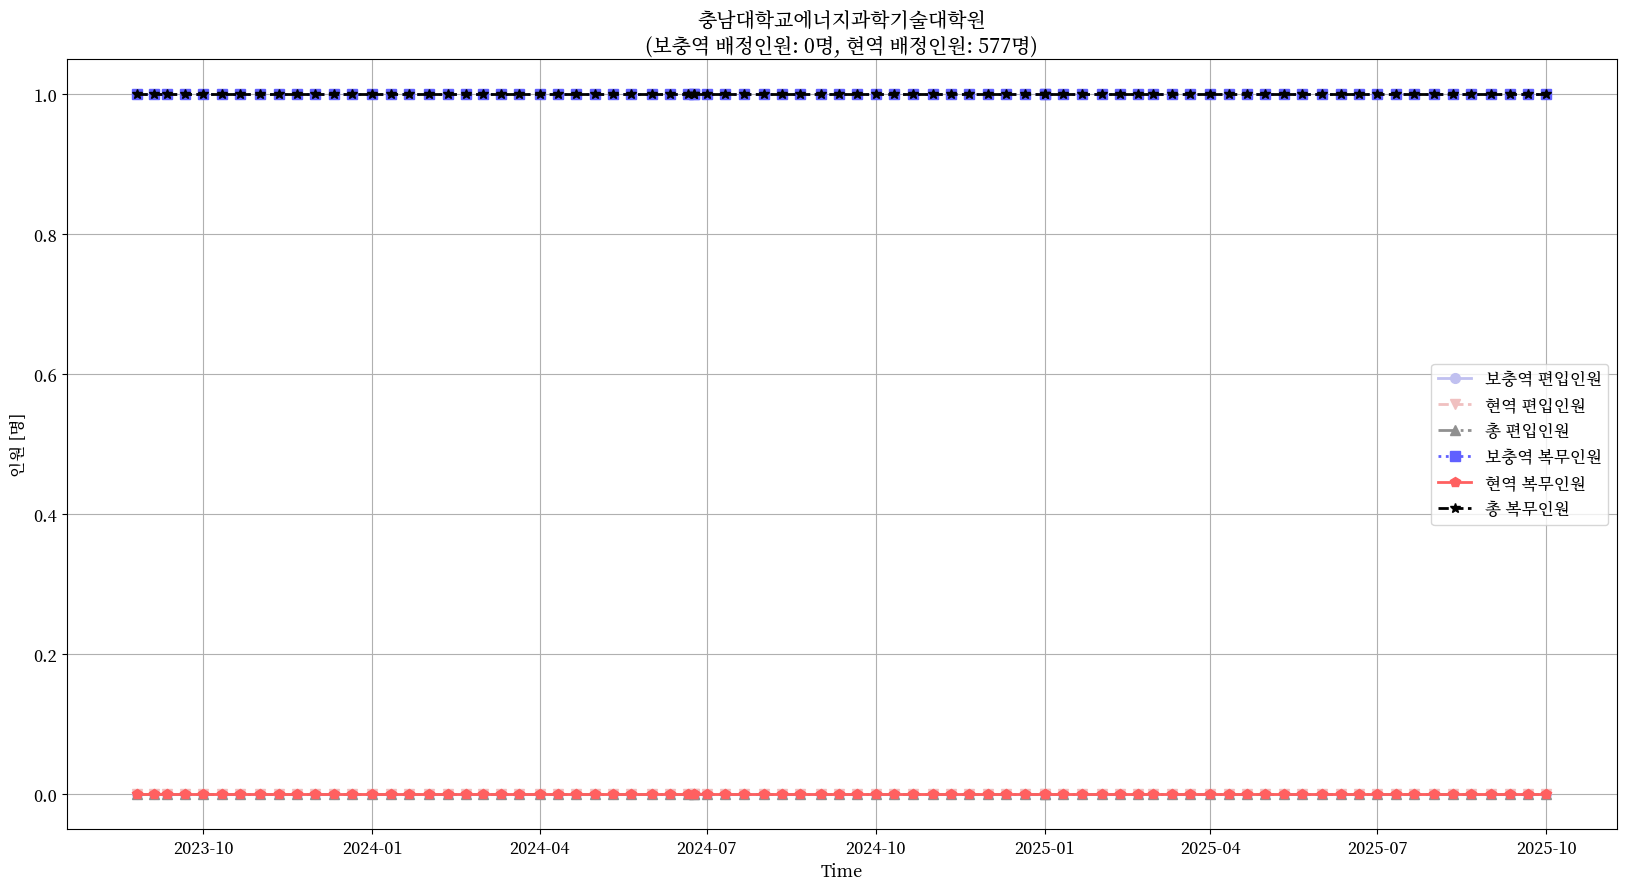 충남대학교에너지과학기술대학원
(보충역 배정인원: 0명, 현역 배정인원: 577명)
인원 [명]
1.0
0.8
0.6
0.4
0.2
0.0
보충역 편입인원
현역 편입인원
총 편입인원
보충역 복무인원
현역 복무인원
총 복무인원
2023-10
2024-01
2024-04
2024-07
2024-10
2025-01
2025-04
2025-07
2025-10
Time